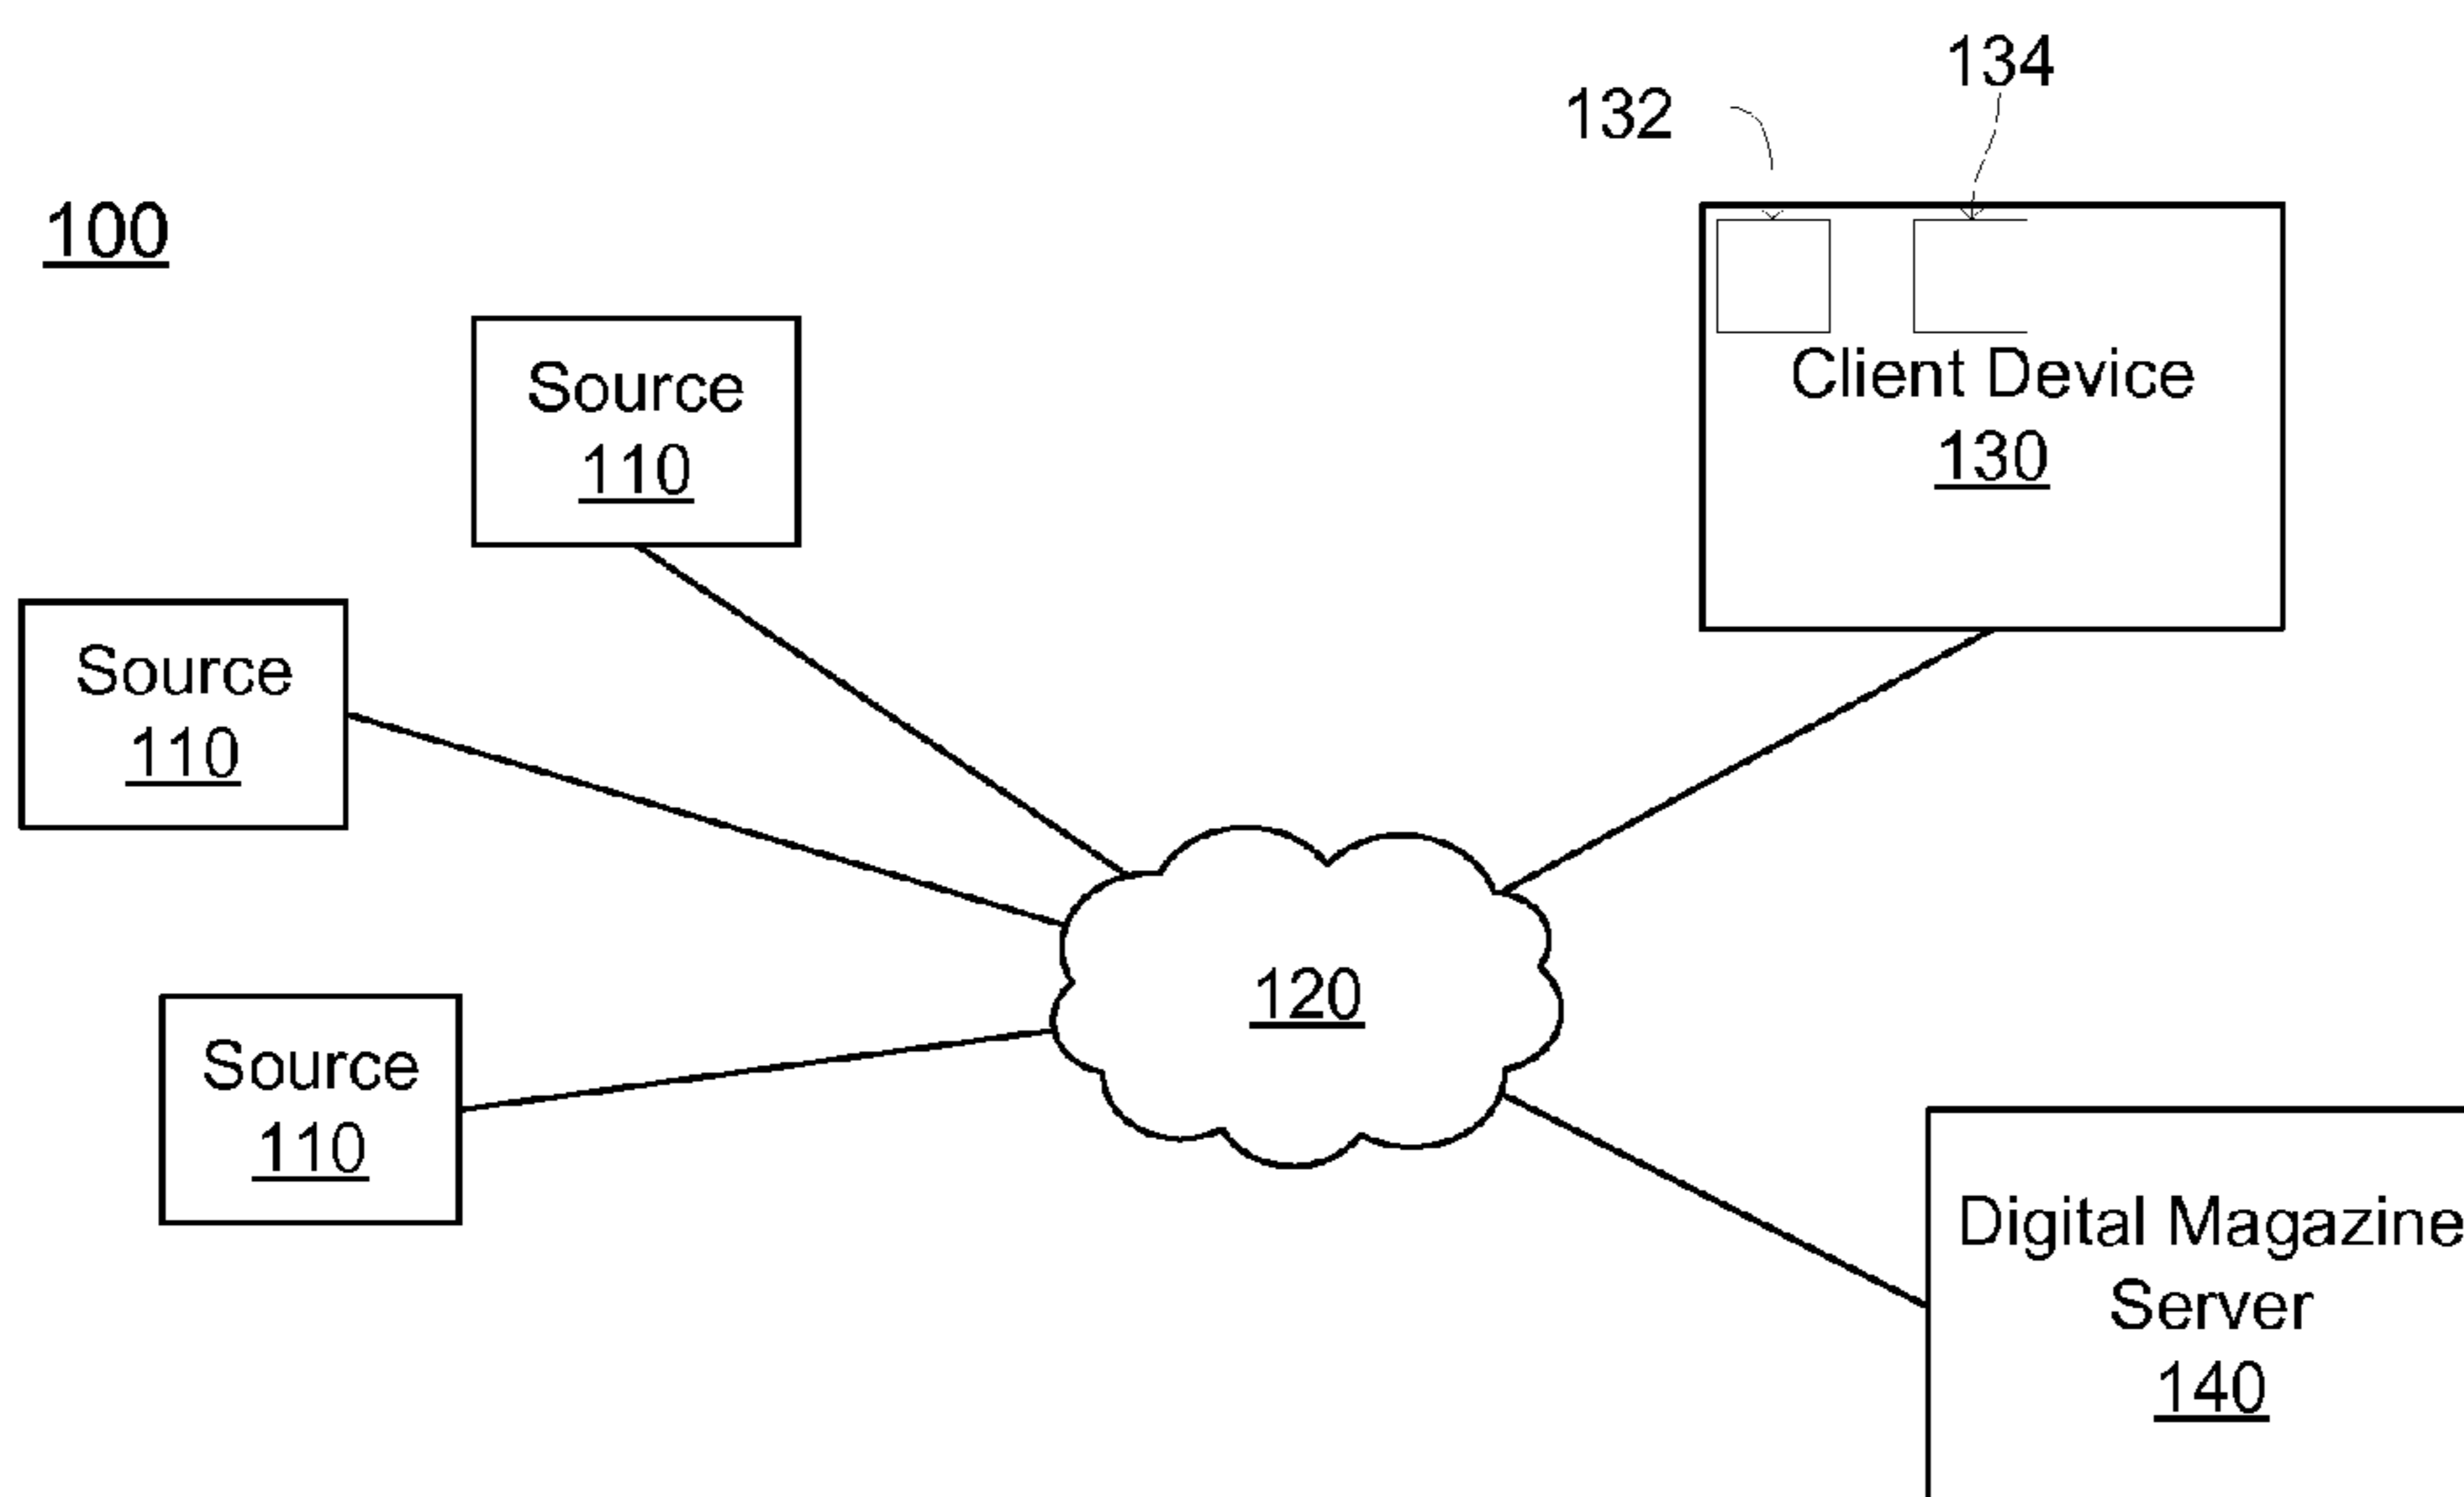 134
132
100
Source
110
Client Device
130
Source
110
120
Source
110
Digital Magazine
Server
140